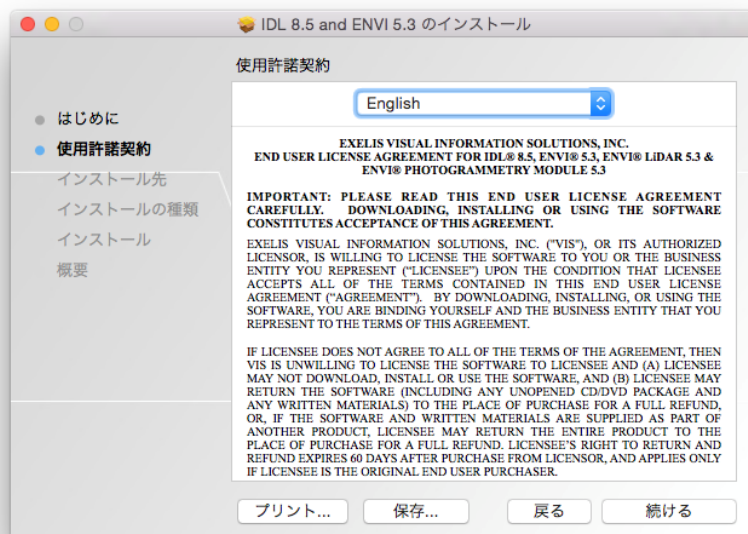 IDL 8.5 and ENVI 5.3 のインストール
使用許諾契約
English
はじめに
使用許諾契約
インストール先
インストールの種類
インストール
概要
EXELIS VISUAL INFORMATION SOLUTIONS, INC.
END USER LICENSE AGREEMENT FOR IDL® 8.5, ENVI® 5.3, ENVI® LiDAR 5.3 &
ENVI® PHOTOGRAMMETRY MODULE 5.3
IMPORTANT: PLEASE READ THIS END USER LICENSE AGREEMENT
CAREFULLY. DOWNLOADING, INSTALLING OR USING THE SOFTWARE
CONSTITUTES ACCEPTANCE OF THIS AGREEMENT.
EXELIS VISUAL INFORMATION SOLUTIONS, INC. ("VIS"), OR ITS AUTHORIZED
LICENSOR, IS WILLING TO LICENSE THE SOFTWARE TO YOU OR THE BUSINESS
ENTITY YOU REPRESENT (“LICENSEE”) UPON THE CONDITION THAT LICENSEE
ACCEPTS ALL OF THE TERMS CONTAINED IN THIS END USER LICENSE
AGREEMENT (“AGREEMENT”). BY DOWNLOADING, INSTALLING, OR USING THE
SOFTWARE, YOU ARE BINDING YOURSELF AND THE BUSINESS ENTITY THAT YOU
REPRESENT TO THE TERMS OF THIS AGREEMENT.
IF LICENSEE DOES NOT AGREE TO ALL OF THE TERMS OF THE AGREEMENT, THEN
VIS IS UNWILLING TO LICENSE THE SOFTWARE TO LICENSEE AND (A) LICENSEE
MAY NOT DOWNLOAD, INSTALL OR USE THE SOFTWARE, AND (B) LICENSEE MAY
RETURN THE SOFTWARE (INCLUDING ANY UNOPENED CD/DVD PACKAGE AND
ANY WRITTEN MATERIALS) TO THE PLACE OF PURCHASE FOR A FULL REFUND,
OR, IF THE SOFTWARE AND WRITTEN MATERIALS ARE SUPPLIED AS PART OF
ANOTHER PRODUCT, LICENSEE MAY RETURN THE ENTIRE PRODUCT TO THE
PLACE OF PURCHASE FOR A FULL REFUND. LICENSEE’S RIGHT TO RETURN AND
REFUND EXPIRES 60 DAYS AFTER PURCHASE FROM LICENSOR, AND APPLIES ONLY
IF LICENSEE IS THE ORIGINAL END USER PURCHASER.
プリント...
保存...
戻る
続ける